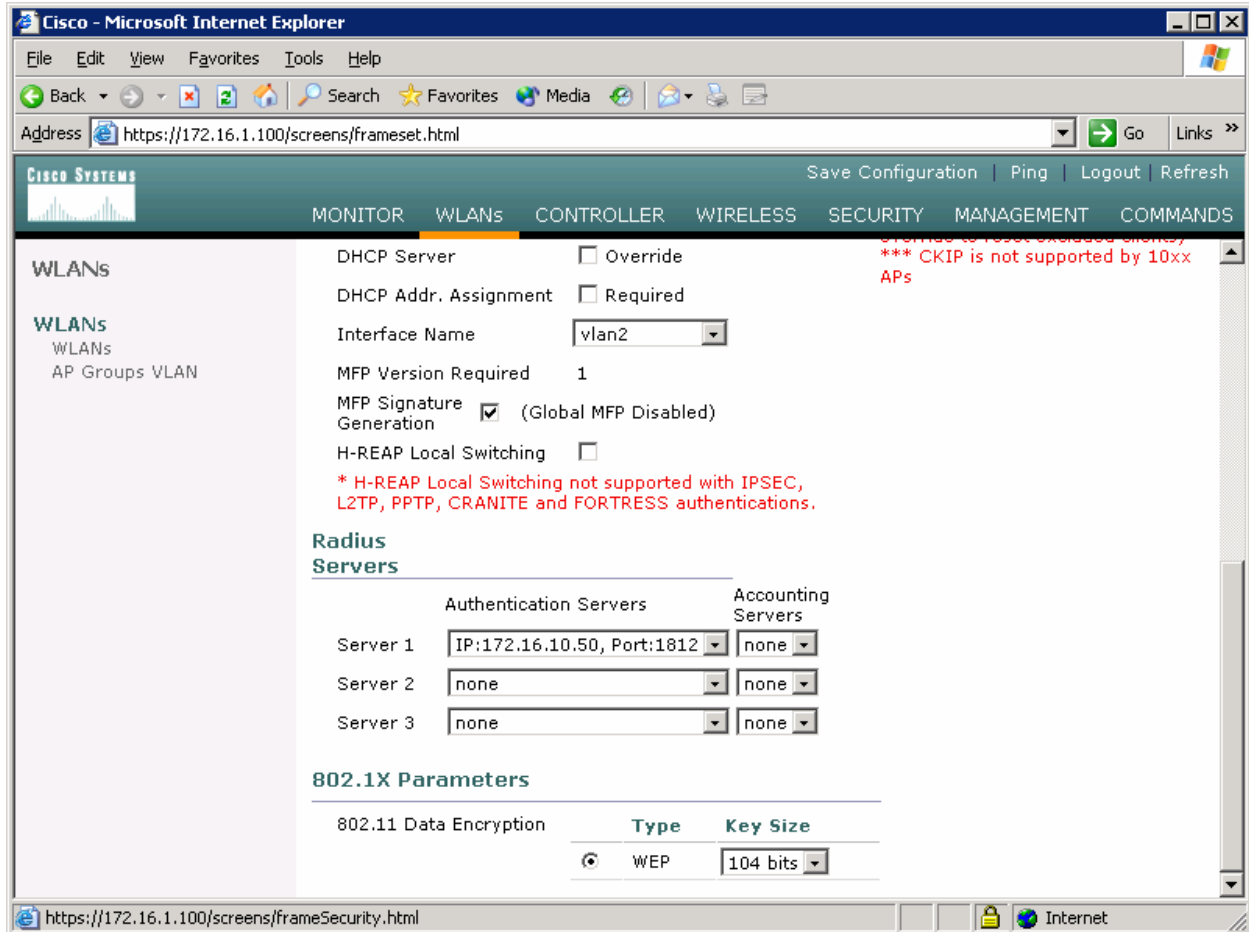 Cisco - Microsoft Internet Explorer
File Edit View Favorites Tools Help
Back Search Favorites Media
Address https://172.16.1.100/screens/frameset.html Go Links »
CISCO SYSTEMS
Save Configuration | Ping | Logout | Refresh
MONITOR WLANs CONTROLLER WIRELESS SECURITY MANAGEMENT COMMANDS
WLANs
WLANs
WLANs
AP Groups VLAN
DHCP Server Override
override to reset excluded clients)
*** CKIP is not supported by 10xx
APs
DHCP Addr. Assignment Required
Interface Name vlan2
MFP Version Required 1
MFP Signature
Generation (Global MFP Disabled)
H-REAP Local Switching
* H-REAP Local Switching not supported with IPSEC,
L2TP, PPTP, CRANITE and FORTRESS authentications.
Radius
Servers
Authentication Servers Accounting
Servers
Server 1 IP:172.16.10.50, Port:1812 none
Server 2 none none
Server 3 none none
802.1X Parameters
802.11 Data Encryption Type Key Size
WEP 104 bits
https://172.16.1.100/screens/frameSecurity.html Internet